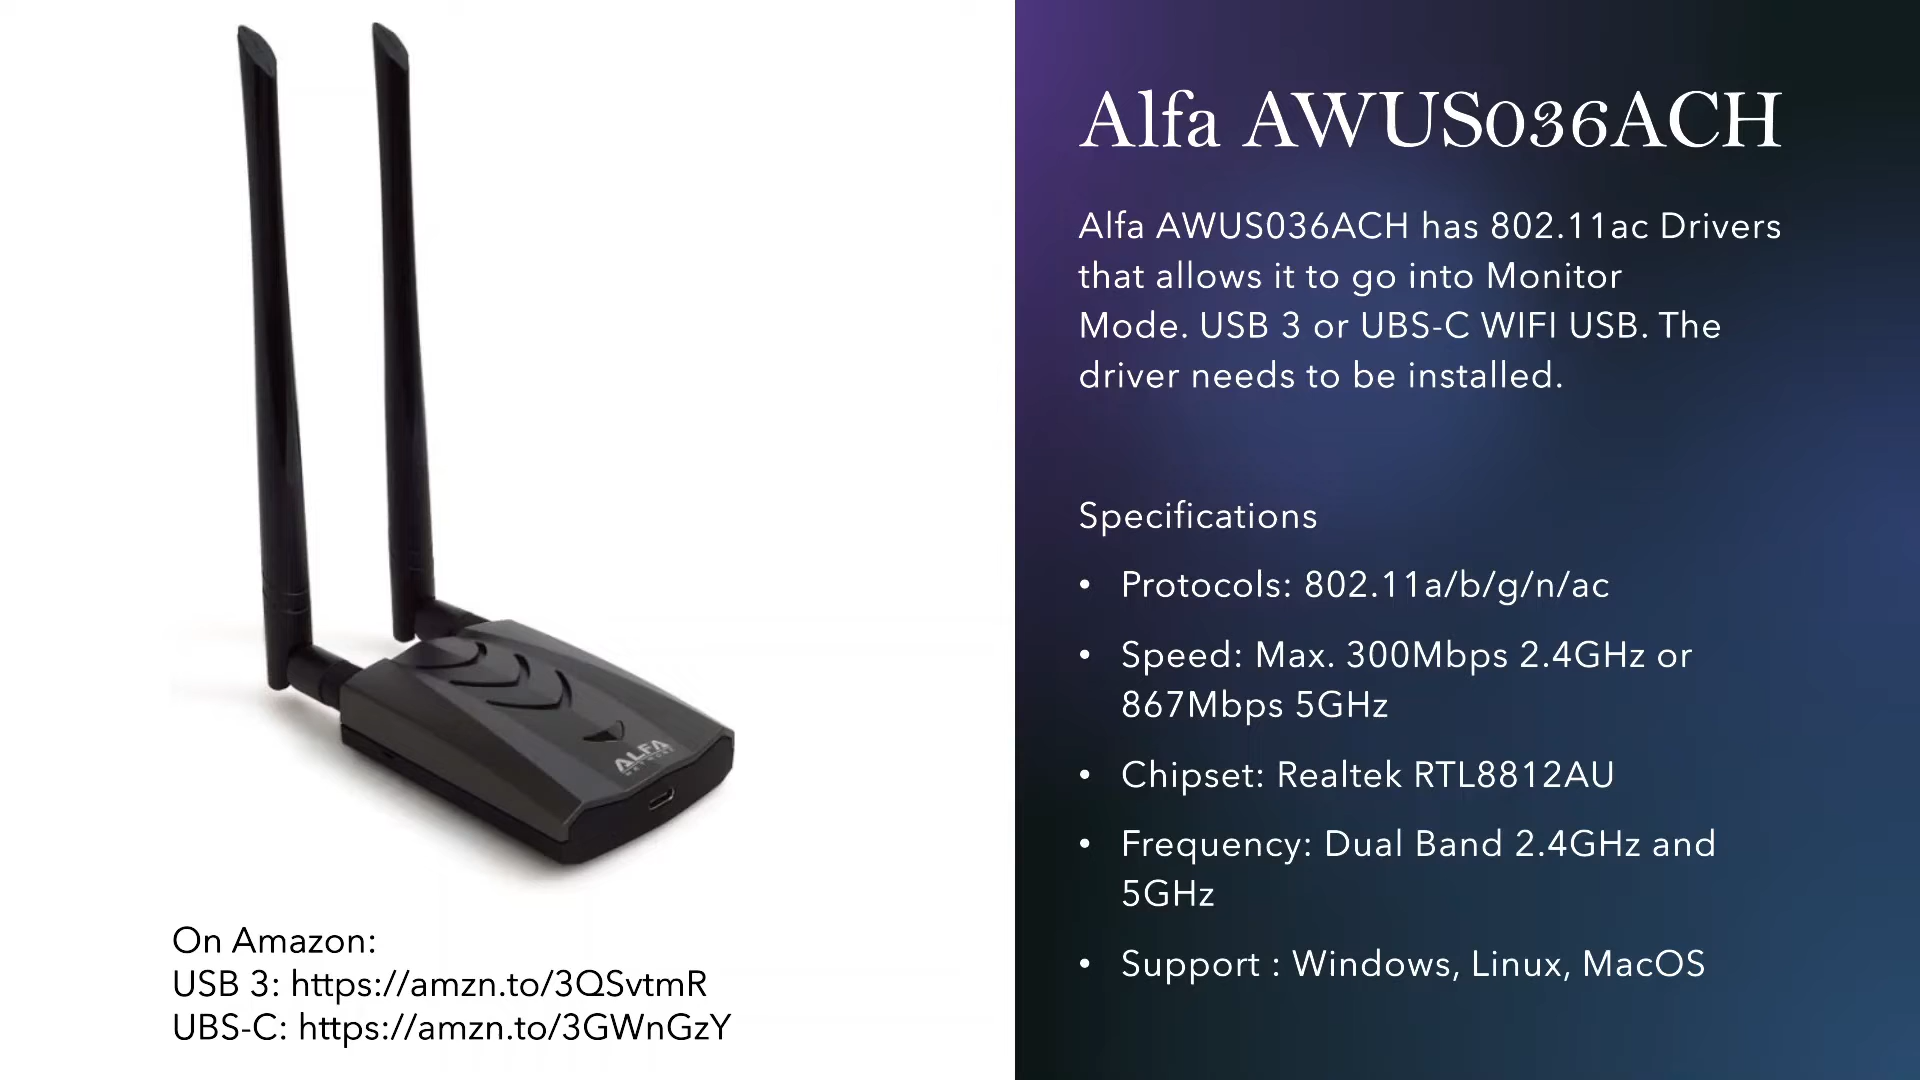 Alfa AWUS036ACH
Alfa AWUS036ACH has 802.11ac Drivers
that allows it to go into Monitor
Mode. USB 3 or UBS-C WIFI USB. The
driver needs to be installed.
Specifications
• Protocols: 802.11a/b/g/n/ac
• Speed: Max. 300Mbps 2.4GHz or
867Mbps 5GHz
• Chipset: Realtek RTL8812AU
• Frequency: Dual Band 2.4GHz and
5GHz
• Support : Windows, Linux, MacOS
ALFA
NETWORK
On Amazon:
USB 3: https://amzn.to/3QSvtmR
UBS-C: https://amzn.to/3GWnGzY